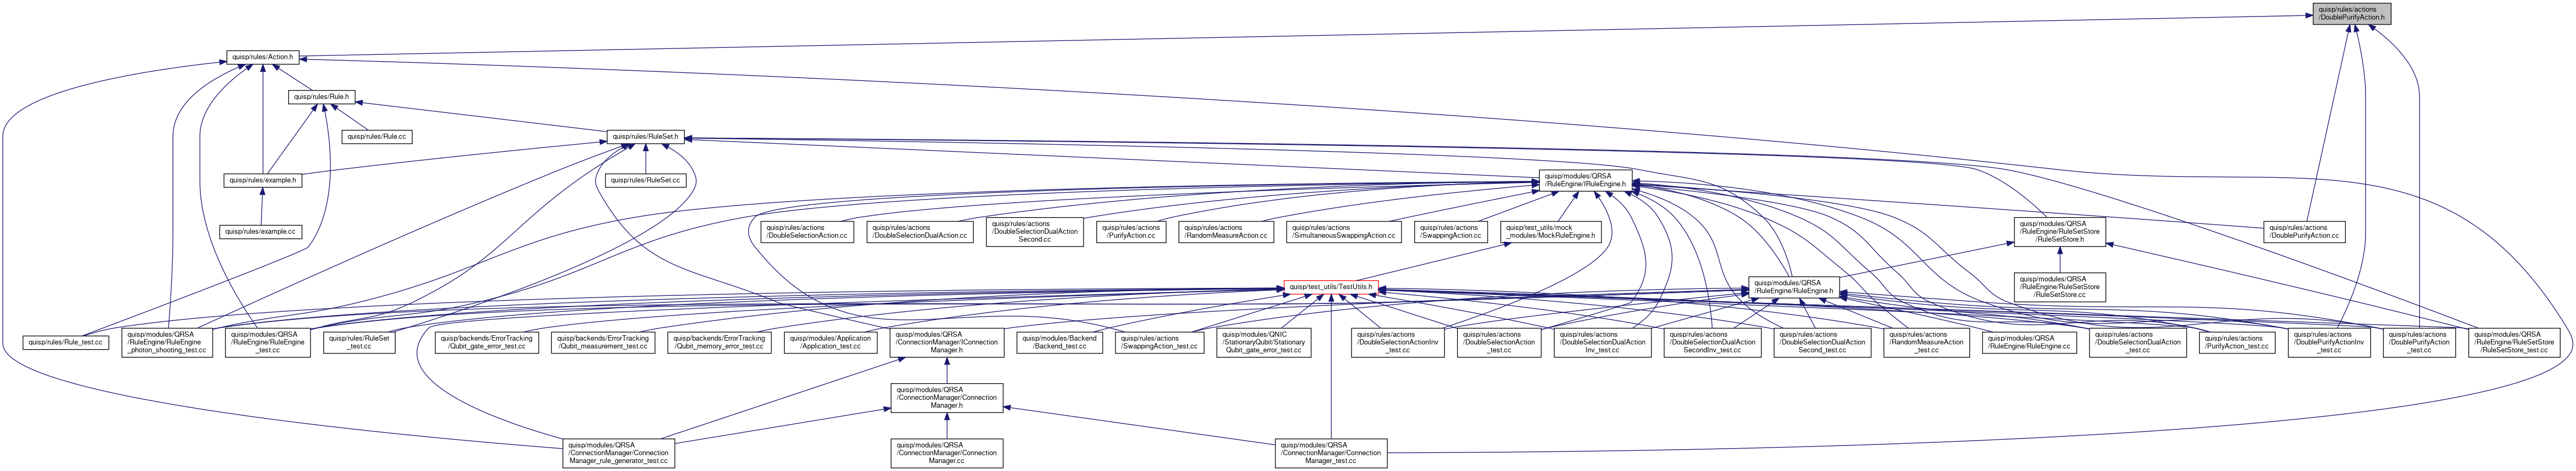 quisp/rules/actions
/DoublePurifyAction.h
quisp/rules/Action.h
quisp/rules/Rule.h
quisp/rules/Rule.cc
quisp/rules/RuleSet.h
quisp/rules/example.h
quisp/rules/RuleSet.cc
quisp/modules/QRSA
/RuleEngine/IRuleEngine.h
quisp/rules/example.cc
quisp/rules/actions
/DoubleSelectionAction.cc
quisp/rules/actions
/DoubleSelectionDualAction.cc
quisp/rules/actions
/DoubleSelectionDualAction
Second.cc
quisp/rules/actions
/PurifyAction.cc
quisp/rules/actions
/RandomMeasureAction.cc
quisp/rules/actions
/SimultaneousSwappingAction.cc
quisp/rules/actions
/SwappingAction.cc
quisp/test_utils/mock
_modules/MockRuleEngine.h
quisp/modules/QRSA
/RuleEngine/RuleSetStore
/RuleSetStore.h
quisp/rules/actions
/DoublePurifyAction.cc
quisp/test_utils/TestUtils.h
quisp/modules/QRSA
/RuleEngine/RuleEngine.h
quisp/modules/QRSA
/RuleEngine/RuleSetStore
/RuleSetStore.cc
quisp/rules/Rule_test.cc
quisp/modules/QRSA
/RuleEngine/RuleEngine
_photon_shooting_test.cc
quisp/modules/QRSA
/RuleEngine/RuleEngine
_test.cc
quisp/rules/RuleSet
_test.cc
quisp/backends/ErrorTracking
/Qubit_gate_error_test.cc
quisp/backends/ErrorTracking
/Qubit_measurement_test.cc
quisp/backends/ErrorTracking
/Qubit_memory_error_test.cc
quisp/modules/Application
/Application_test.cc
quisp/modules/QRSA
/ConnectionManager/IConnection
Manager.h
quisp/modules/Backend
/Backend_test.cc
quisp/rules/actions
/SwappingAction_test.cc
quisp/modules/QNIC
/StationaryQubit/Stationary
Qubit_gate_error_test.cc
quisp/rules/actions
/DoubleSelectionActionInv
_test.cc
quisp/rules/actions
/DoubleSelectionAction
_test.cc
quisp/rules/actions
/DoubleSelectionDualAction
Inv_test.cc
quisp/rules/actions
/DoubleSelectionDualAction
SecondInv_test.cc
quisp/rules/actions
/DoubleSelectionDualAction
Second_test.cc
quisp/rules/actions
/RandomMeasureAction
_test.cc
quisp/modules/QRSA
/RuleEngine/RuleEngine.cc
quisp/rules/actions
/DoubleSelectionDualAction
_test.cc
quisp/rules/actions
/PurifyAction_test.cc
quisp/rules/actions
/DoublePurifyActionInv
_test.cc
quisp/rules/actions
/DoublePurifyAction
_test.cc
quisp/modules/QRSA
/RuleEngine/RuleSetStore
/RuleSetStore_test.cc
quisp/modules/QRSA
/ConnectionManager/Connection
Manager.h
quisp/modules/QRSA
/ConnectionManager/Connection
Manager_rule_generator_test.cc
quisp/modules/QRSA
/ConnectionManager/Connection
Manager.cc
quisp/modules/QRSA
/ConnectionManager/Connection
Manager_test.cc